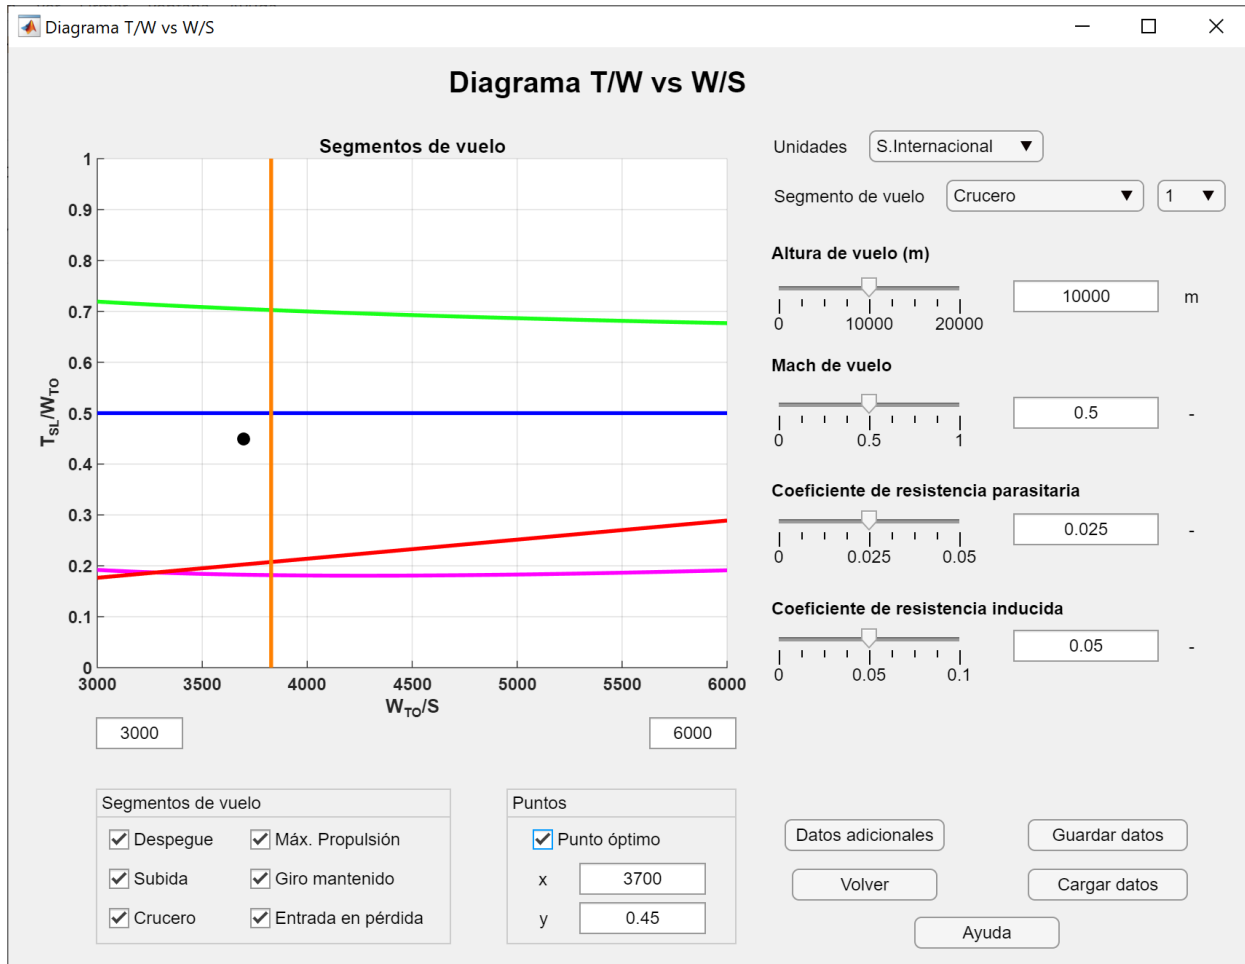 Diagrama T/W vs W/S
Diagrama T/W vs W/S
Segmentos de vuelo
1
0.9
0.8
0.7
0.6
0.5
0.4
0.3
0.2
0.1
0
T_SL/W_TO
3000 3500 4000 4500 5000 5500 6000
W_TO/S
3000 6000
Unidades S.Internacional
Segmento de vuelo Crucero 1
Altura de vuelo (m)
0 10000 20000
10000 m
Mach de vuelo
0 0.5 1
0.5 -
Coeficiente de resistencia parasitaria
0 0.025 0.05
0.025 -
Coeficiente de resistencia inducida
0 0.05 0.1
0.05 -
Segmentos de vuelo
Despegue Máx. Propulsión
Subida Giro mantenido
Crucero Entrada en pérdida
Puntos
Punto óptimo
x 3700
y 0.45
Datos adicionales Guardar datos
Volver Cargar datos
Ayuda